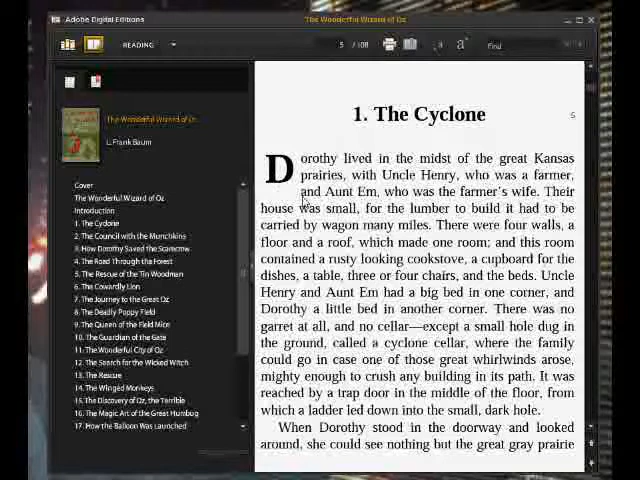 Adobe Digital Editions
The Wonderful Wizard of Oz
READING
5 / 108
a
a
Find
The Wonderful Wizard of Oz
L. Frank Baum
Cover
The Wonderful Wizard of Oz
Introduction
1. The Cyclone
2. The Council with the Munchkins
3. How Dorothy Saved the Scarecrow
4. The Road Through the Forest
5. The Rescue of the Tin Woodman
6. The Cowardly Lion
7. The Journey to the Great Oz
8. The Deadly Poppy Field
9. The Queen of the Field Mice
10. The Guardian of the Gate
11. The Wonderful City of Oz
12. The Search for the Wicked Witch
13. The Rescue
14. The Winged Monkeys
15. The Discovery of Oz, the Terrible
16. The Magic Art of the Great Humbug
17. How the Balloon Was Launched
1. The Cyclone
5
Dorothy lived in the midst of the great Kansas
prairies, with Uncle Henry, who was a farmer,
and Aunt Em, who was the farmer's wife. Their
house was small, for the lumber to build it had to be
carried by wagon many miles. There were four walls, a
floor and a roof, which made one room; and this room
contained a rusty looking cookstove, a cupboard for the
dishes, a table, three or four chairs, and the beds. Uncle
Henry and Aunt Em had a big bed in one corner, and
Dorothy a little bed in another corner. There was no
garret at all, and no cellar—except a small hole dug in
the ground, called a cyclone cellar, where the family
could go in case one of those great whirlwinds arose,
mighty enough to crush any building in its path. It was
reached by a trap door in the middle of the floor, from
which a ladder led down into the small, dark hole.
When Dorothy stood in the doorway and looked
around, she could see nothing but the great gray prairie